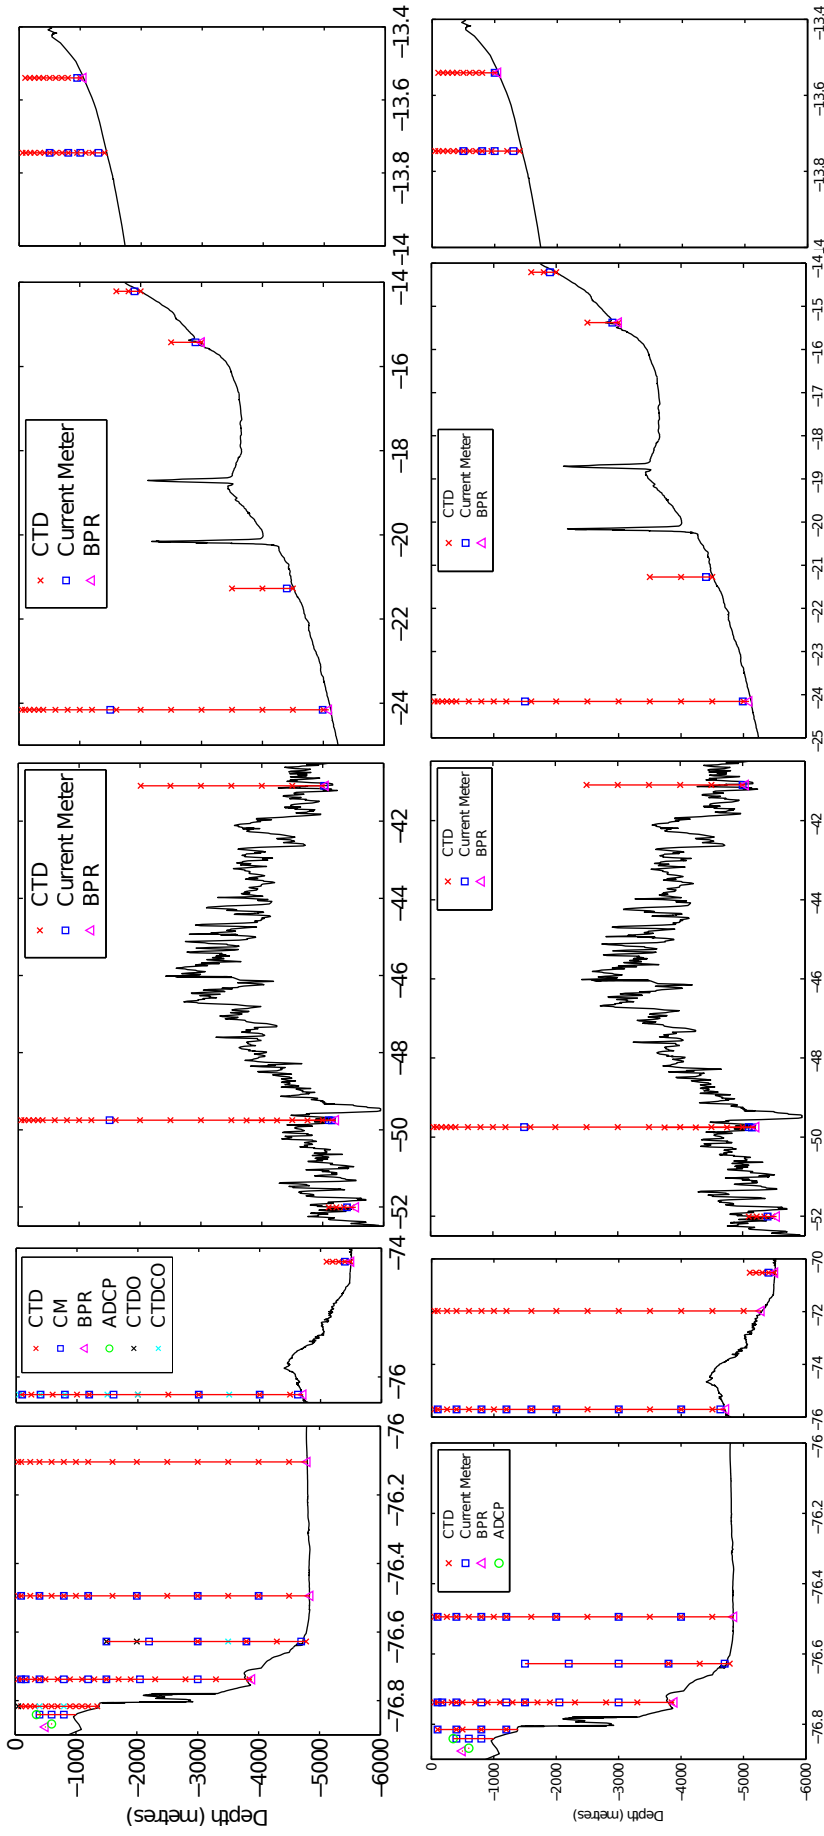 −13.4
−13.6
−13.8
−14
−14
−16
−18
−20
−22
−24
CTD
Current Meter
BPR
−42
−44
−46
−48
−50
−52
CTD
Current Meter
BPR
−74
−76
CTD
CM
BPR
ADCP
CTDO
CTDCO
−76
−76.2
−76.4
−76.6
−76.8
0
−1000
−2000
−3000
−4000
−5000
−6000
Depth (metres)
−13.4
−13.6
−13.8
−14
−14
−15
−16
−17
−18
−19
−20
−21
−22
−23
−24
−25
CTD
Current Meter
BPR
−42
−44
−46
−48
−50
−52
CTD
Current Meter
BPR
−70
−72
−74
−76
−76
−76.2
−76.4
−76.6
−76.8
CTD
Current Meter
BPR
ADCP
0
−1000
−2000
−3000
−4000
−5000
−6000
Depth (metres)